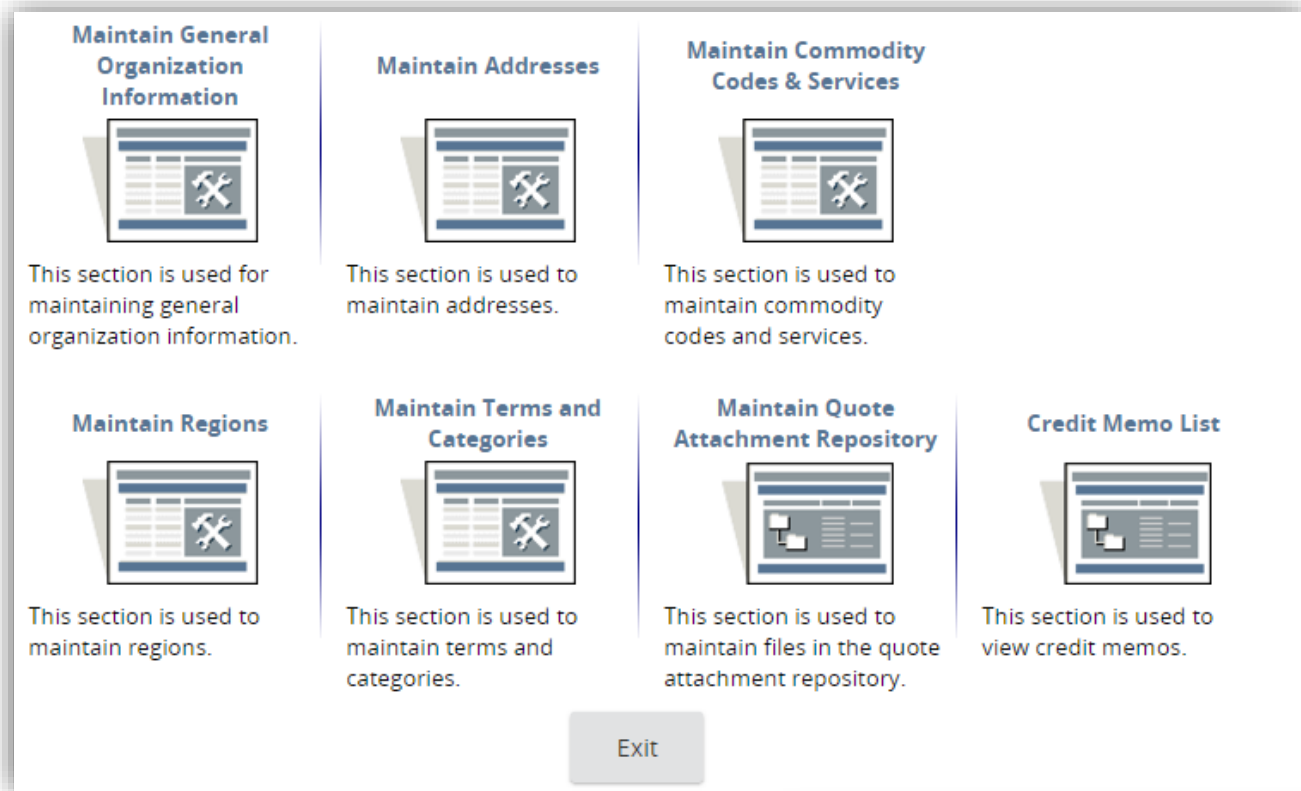 Maintain General
Organization
Information
Maintain Addresses
Maintain Commodity
Codes & Services
This section is used for
maintaining general
organization information.
This section is used to
maintain addresses.
This section is used to
maintain commodity
codes and services.
Maintain Regions
Maintain Terms and
Categories
Maintain Quote
Attachment Repository
Credit Memo List
This section is used to
maintain regions.
This section is used to
maintain terms and
categories.
This section is used to
maintain files in the quote
attachment repository.
This section is used to
view credit memos.
Exit